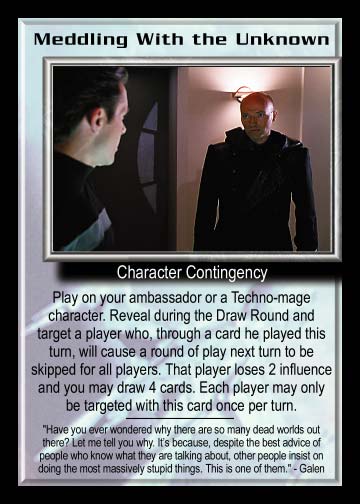 Meddling With the Unknown
Character Contingency
Play on your ambassador or a Techno-mage
character. Reveal during the Draw Round and
target a player who, through a card he played this
turn, will cause a round of play next turn to be
skipped for all players. That player loses 2 influence
and you may draw 4 cards. Each player may only
be targeted with this card once per turn.
"Have you ever wondered why there are so many dead worlds out
there? Let me tell you why. It's because, despite the best advice of
people who know what they are talking about, other people insist on
doing the most massively stupid things. This is one of them." - Galen